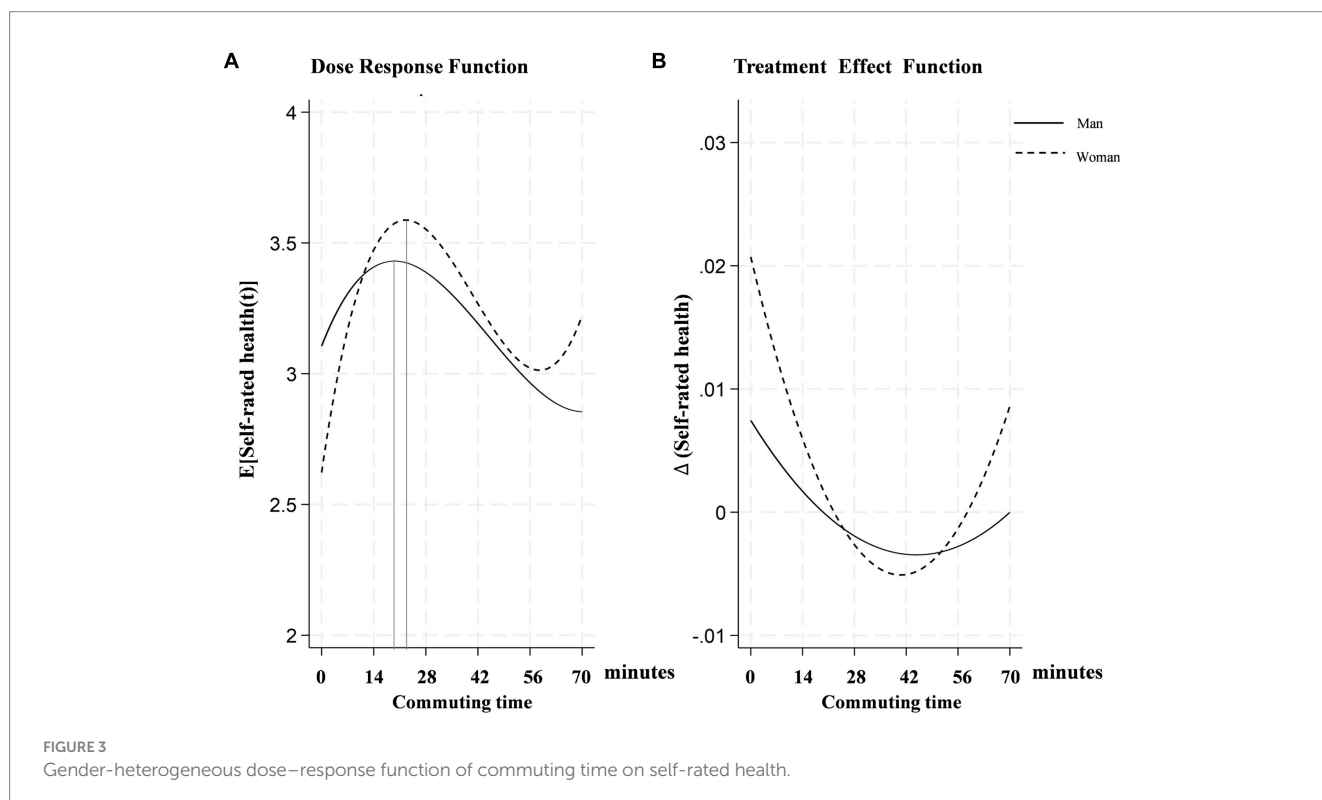 A
Dose Response Function
4
3.5
3
2.5
2
E[Self-rated health(t)]
0 14 28 42 56 70 minutes
Commuting time
B
Treatment Effect Function
.03
.02
.01
0
-.01
Δ (Self-rated health)
0 14 28 42 56 70 minutes
Commuting time
Man
Woman
FIGURE 3
Gender-heterogeneous dose–response function of commuting time on self-rated health.